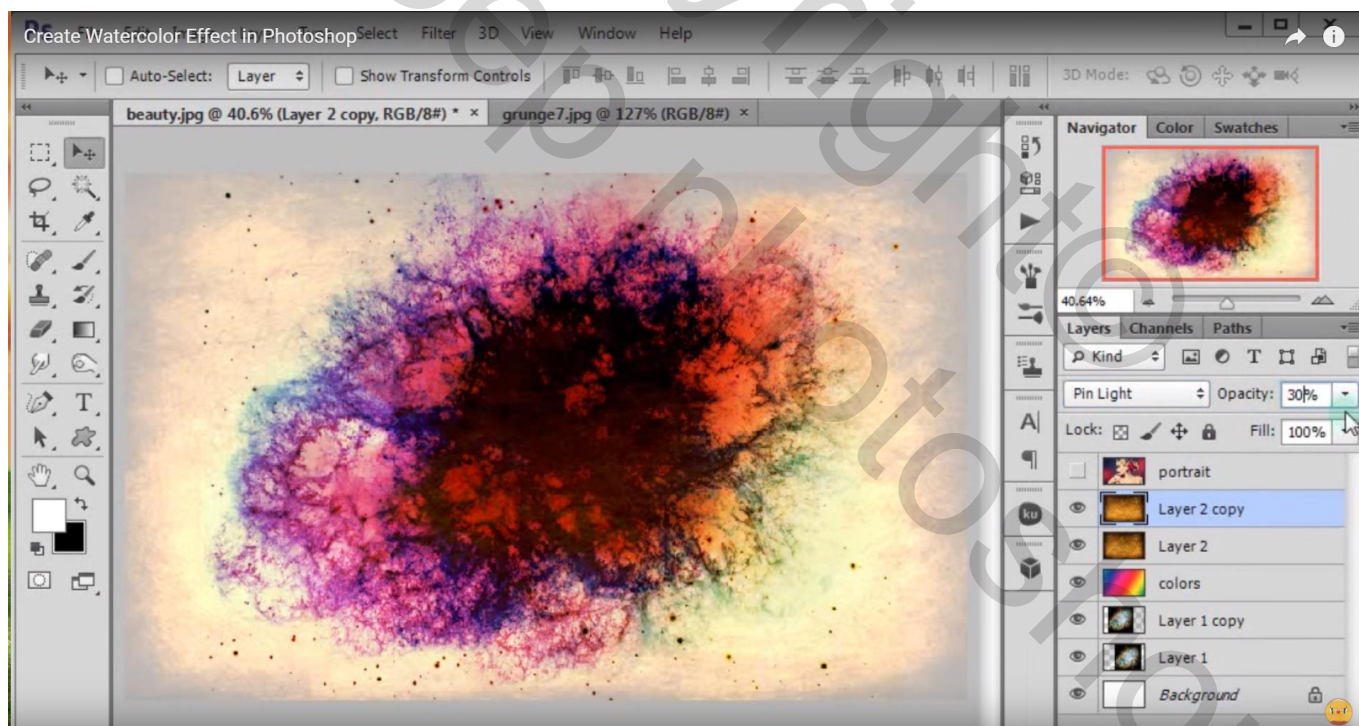 Create Watercolor Effect in Photoshop
Select Filter 3D View Window Help
Auto-Select: Layer Show Transform Controls 3D Mode:
beauty.jpg @ 40.6% (Layer 2 copy, RGB/8#) * × grunge7.jpg @ 127% (RGB/8#) ×
Navigator Color Swatches
40.64%
Layers Channels Paths
Kind
Pin Light Opacity: 30%
Lock: Fill: 100%
portrait
Layer 2 copy
Layer 2
colors
Layer 1 copy
Layer 1
Background
ku